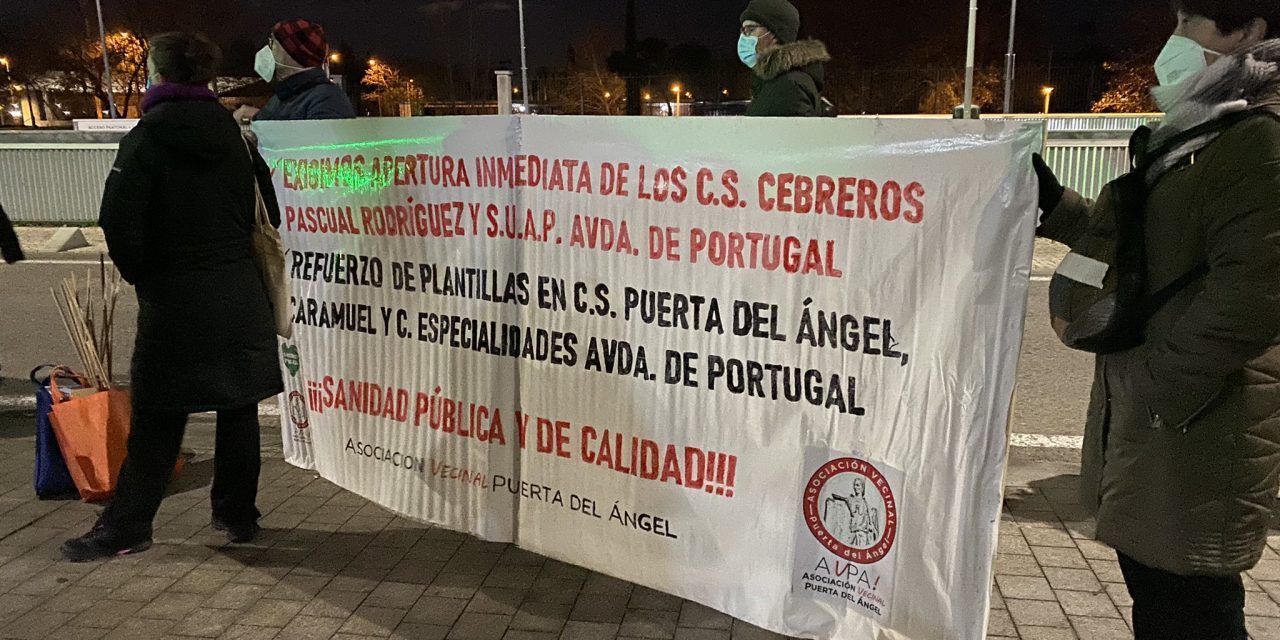 EXIGIMOS APERTURA INMEDIATA DE LOS C.S. CEBREROS
PASCUAL RODRÍGUEZ Y S.U.A.P. AVDA. DE PORTUGAL
REFUERZO DE PLANTILLAS EN C.S. PUERTA DEL ÁNGEL,
CARAMUEL Y C. ESPECIALIDADES AVDA. DE PORTUGAL
¡¡¡SANIDAD PÚBLICA Y DE CALIDAD!!!
ASOCIACIÓN VECINAL PUERTA DEL ÁNGEL
ASOCIACIÓN VECINAL
Puerta del Ángel
AVPA!
ASOCIACIÓN VECINAL
PUERTA DEL ÁNGEL